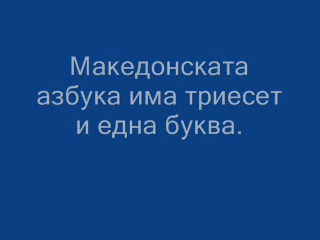 Македонската
азбука има триесет
и една буква.